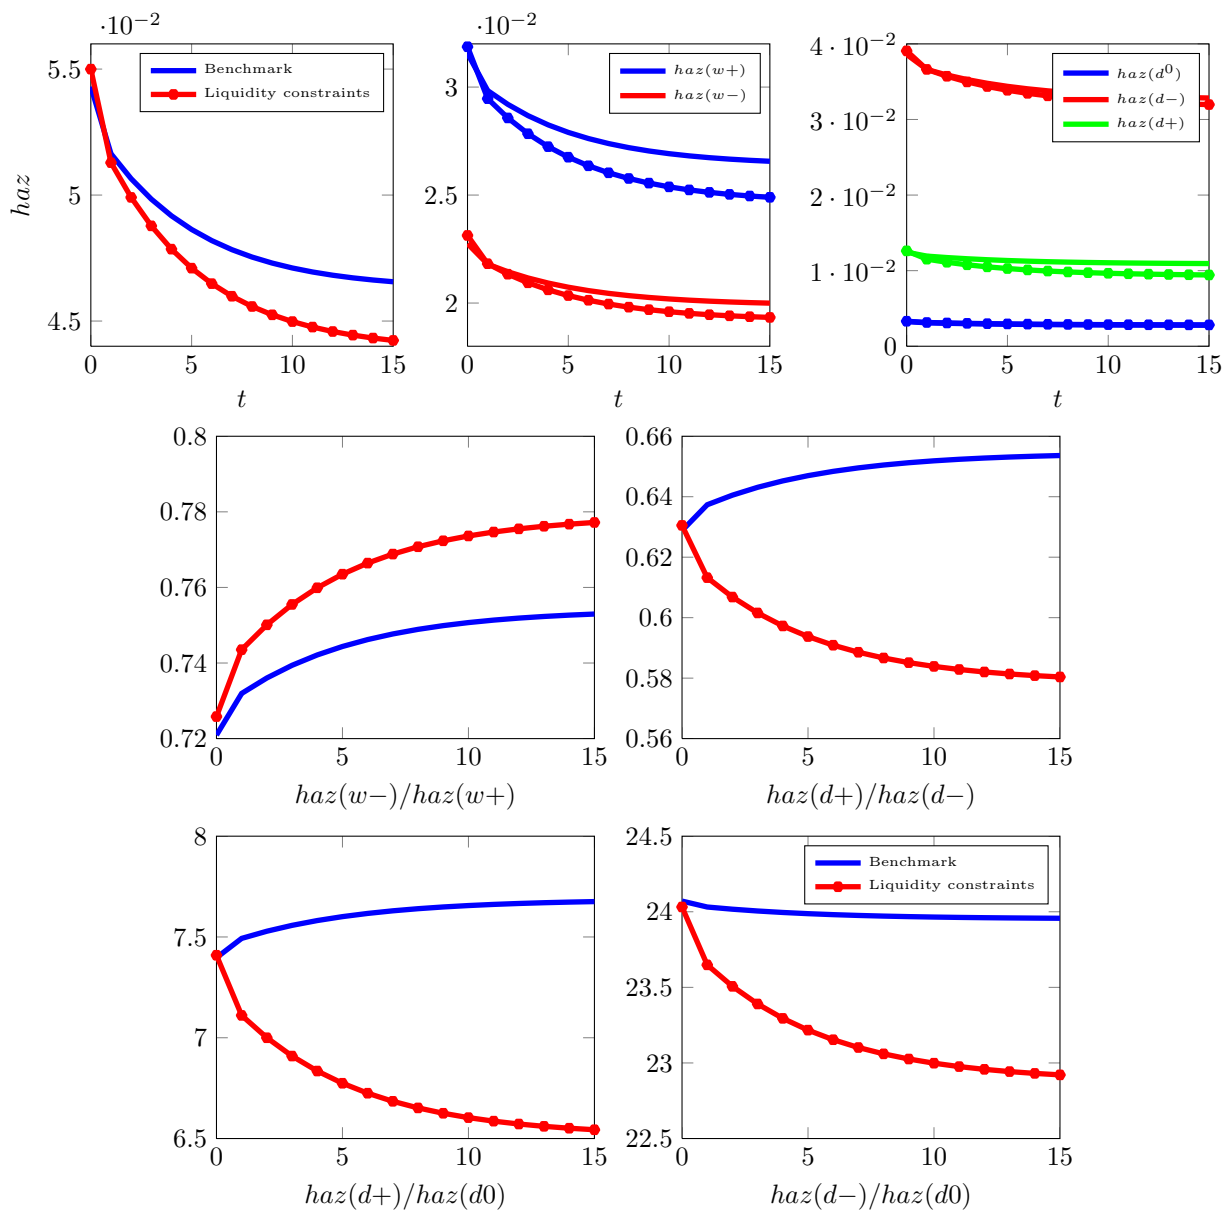 ·10⁻²
5.5
5
4.5
haz
0 5 10 15
t
Benchmark
Liquidity constraints
·10⁻²
3
2.5
2
0 5 10 15
t
haz(w+)
haz(w−)
4 · 10⁻²
3 · 10⁻²
2 · 10⁻²
1 · 10⁻²
0
0 5 10 15
t
haz(d⁰)
haz(d−)
haz(d+)
0.8
0.78
0.76
0.74
0.72
0 5 10 15
haz(w−)/haz(w+)
0.66
0.64
0.62
0.6
0.58
0.56
0 5 10 15
haz(d+)/haz(d−)
8
7.5
7
6.5
0 5 10 15
haz(d+)/haz(d0)
24.5
24
23.5
23
22.5
0 5 10 15
haz(d−)/haz(d0)
Benchmark
Liquidity constraints